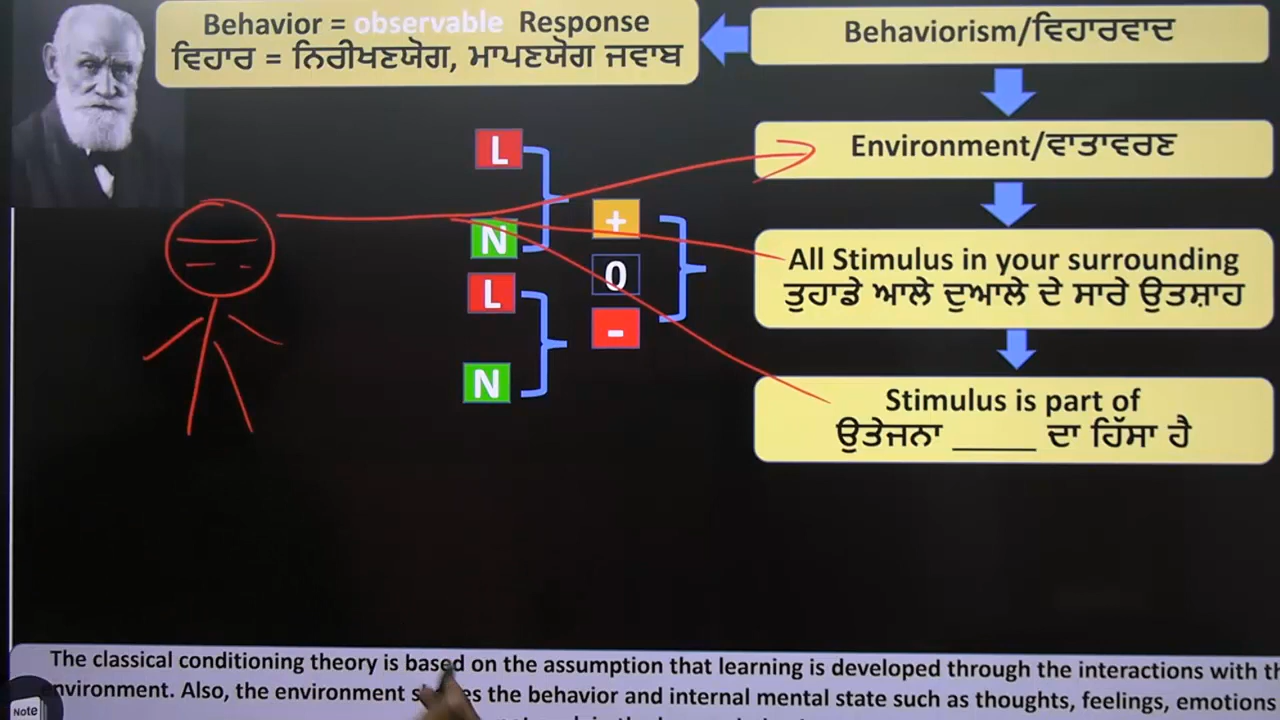 Behavior = observable Response
ਵਿਹਾਰ = ਨਿਰੀਖਣਯੋਗ, ਮਾਪਣਯੋਗ ਜਵਾਬ
Behaviorism/ਵਿਹਾਰਵਾਦ
Environment/ਵਾਤਾਵਰਣ
All Stimulus in your surrounding
ਤੁਹਾਡੇ ਆਲੇ ਦੁਆਲੇ ਦੇ ਸਾਰੇ ਉਤਸ਼ਾਹ
Stimulus is part of
ਉਤੇਜਨਾ _____ ਦਾ ਹਿੱਸਾ ਹੈ
L
N
L
N
+
0
-
The classical conditioning theory is based on the assumption that learning is developed through the interactions with
environment. Also, the environment the behavior and internal mental state such as thoughts, feelings, emotions
Note